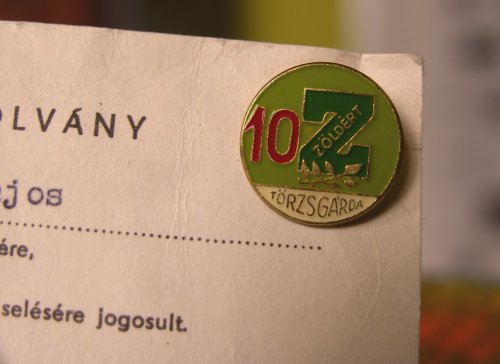 OLVÁNY
jos
ére,
selésére jogosult.
10
Z
ZÖLDÉRT
TÖRZSGÁRDA